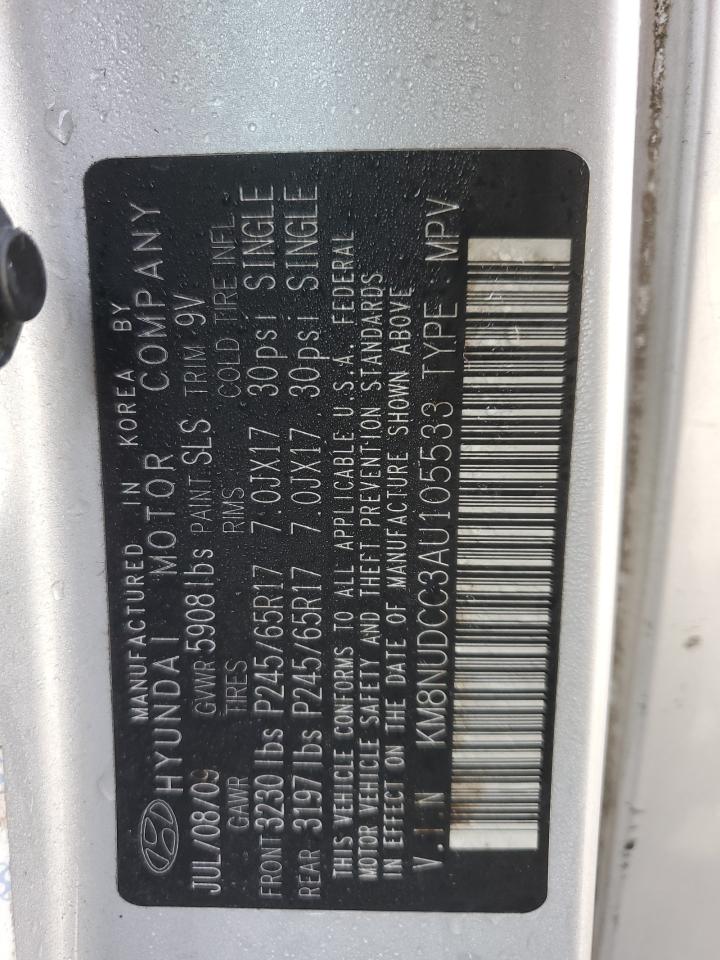 MANUFACTURED IN KOREA BY
HYUNDAI MOTOR COMPANY
JUL/08/09 GVWR 5908 lbs PAINT SLS TRIM 9V
GAWR TIRES RIMS COLD TIRE INFL.
FRONT 3230 lbs P245/65R17 7.0JX17 30psi SINGLE
REAR 3197 lbs P245/65R17 7.0JX17 30psi SINGLE
THIS VEHICLE CONFORMS TO ALL APPLICABLE U.S.A. FEDERAL
MOTOR VEHICLE SAFETY AND THEFT PREVENTION STANDARDS
IN EFFECT ON THE DATE OF MANUFACTURE SHOWN ABOVE
V.I.N KM8NUDCC3AU105533 TYPE MPV